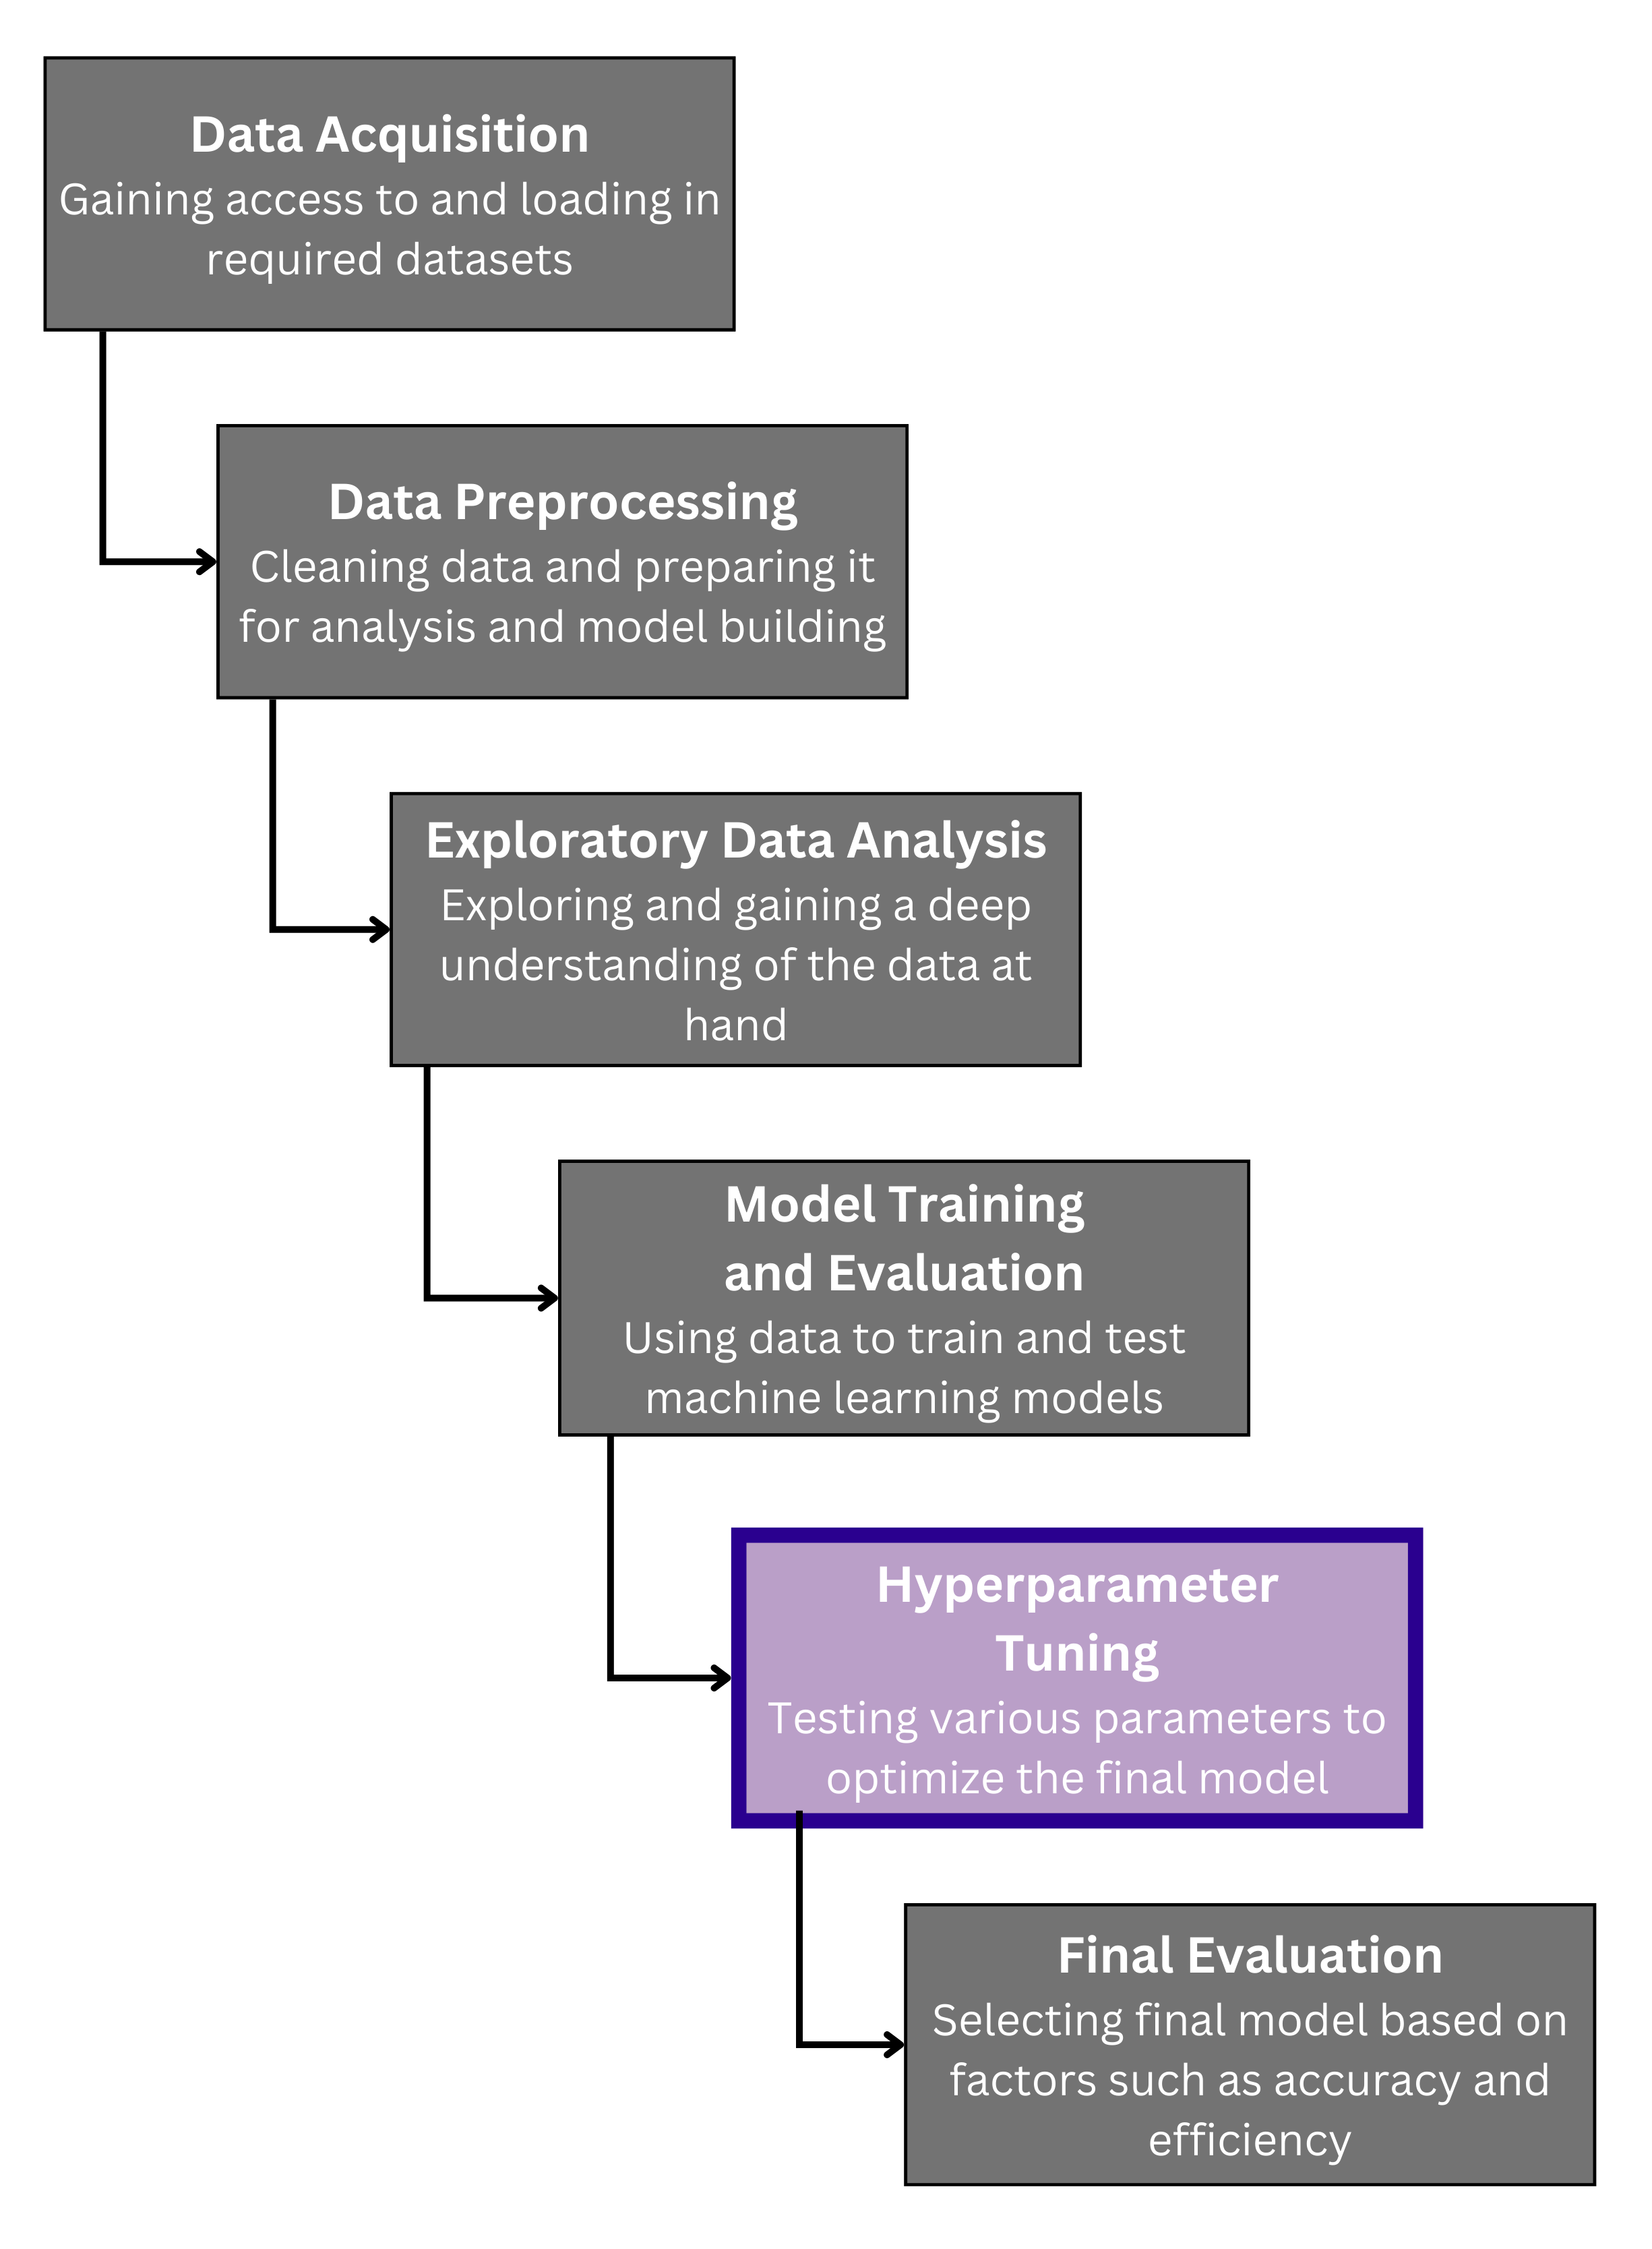 Data Acquisition
Gaining access to and loading in
required datasets
Data Preprocessing
Cleaning data and preparing it
for analysis and model building
Exploratory Data Analysis
Exploring and gaining a deep
understanding of the data at
hand
Model Training
and Evaluation
Using data to train and test
machine learning models
Hyperparameter
Tuning
Testing various parameters to
optimize the final model
Final Evaluation
Selecting final model based on
factors such as accuracy and
efficiency